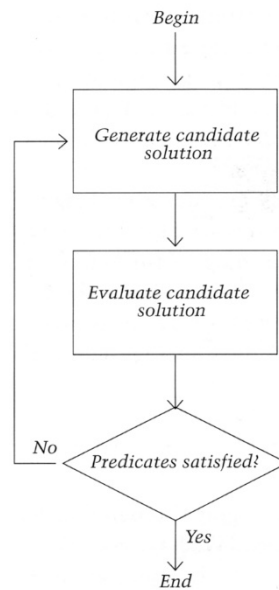 Begin
Generate candidate
solution
Evaluate candidate
solution
No
Predicates satisfied?
Yes
End